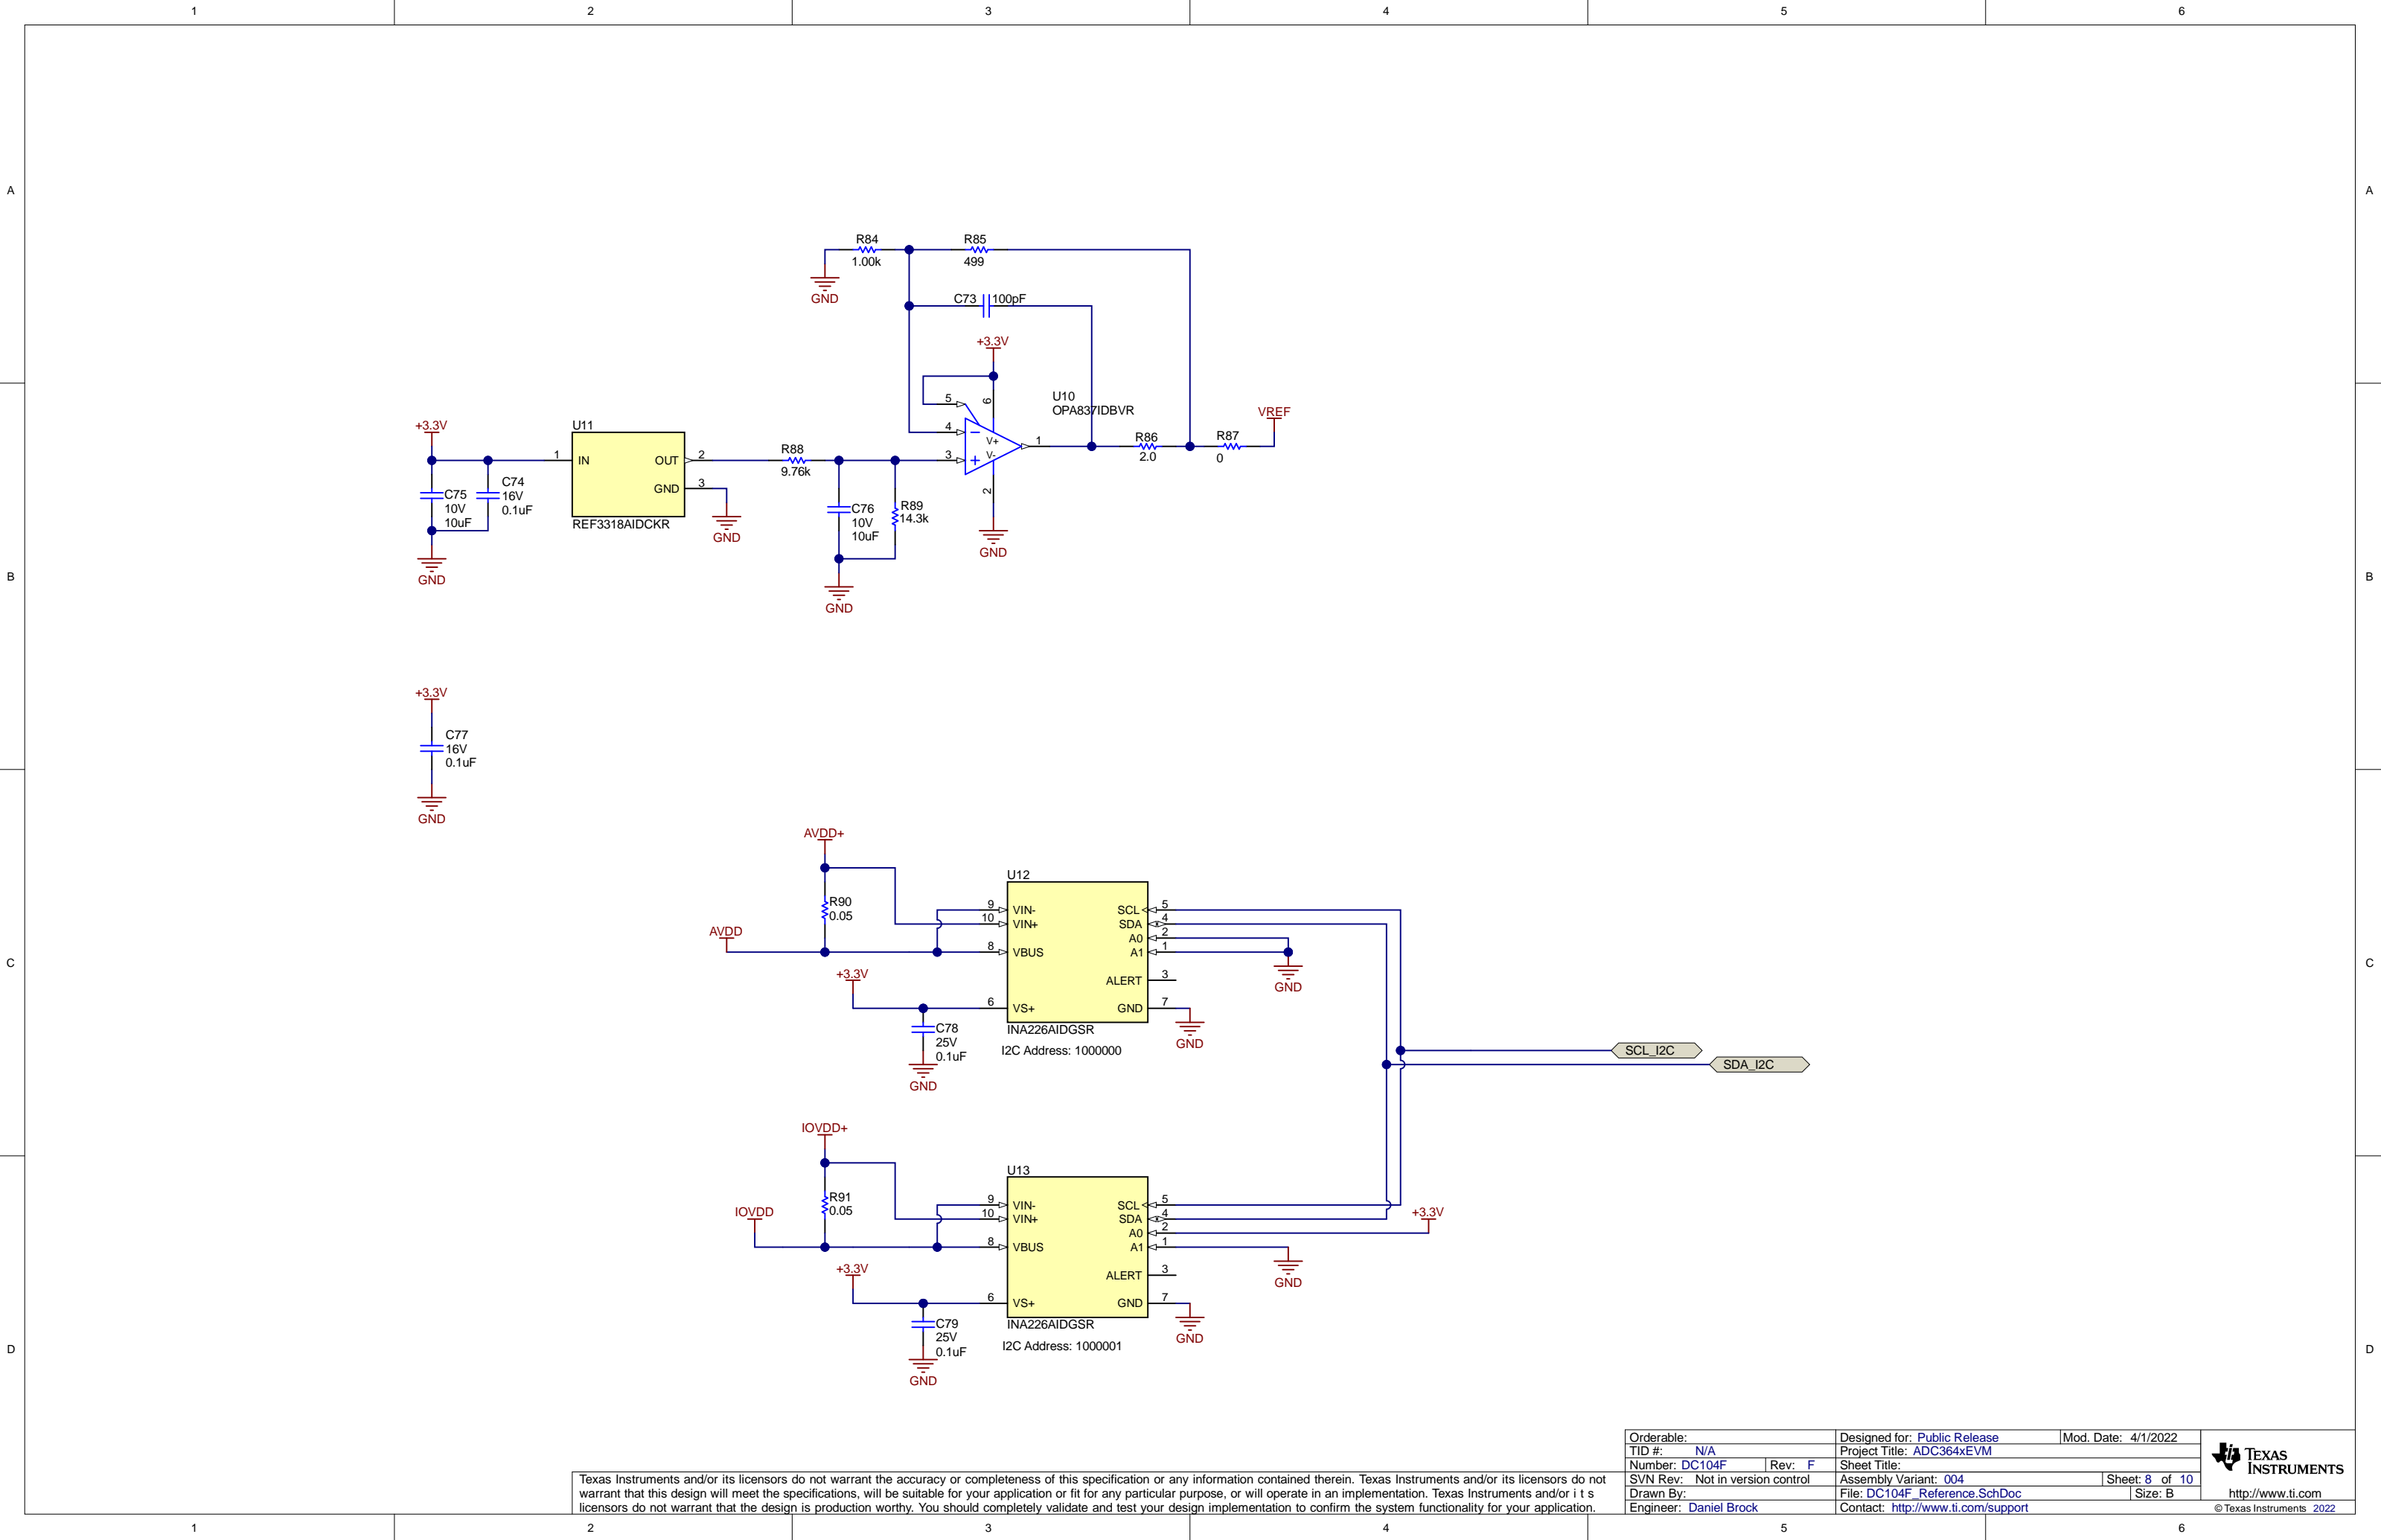 1 2 3 4 5 6
A A
R84 R85
1.00k 499
GND
C73 100pF
+3.3V
U10
OPA837IDBVR
5 6
4 V+ 1
3 V-
2
GND
R86 R87
2.0 0
VREF
+3.3V
U11
1 IN OUT 2
GND 3
REF3318AIDCKR
GND
C75
10V
10uF
C74
16V
0.1uF
GND
R88
9.76k
C76
10V
10uF
R89
14.3k
GND
B B
+3.3V
C77
16V
0.1uF
GND
AVDD+
R90
0.05
AVDD
U12
9 VIN- SCL 5
10 VIN+ SDA 4
A0 2
8 VBUS A1 1
ALERT 3
6 VS+ GND 7
INA226AIDGSR
I2C Address: 1000000
+3.3V
C78
25V
0.1uF
GND
GND
GND
C C
SCL_I2C
SDA_I2C
IOVDD+
R91
0.05
IOVDD
U13
9 VIN- SCL 5
10 VIN+ SDA 4
A0 2
8 VBUS A1 1
ALERT 3
6 VS+ GND 7
INA226AIDGSR
I2C Address: 1000001
+3.3V
+3.3V
C79
25V
0.1uF
GND
GND
GND
D D
Texas Instruments and/or its licensors do not warrant the accuracy or completeness of this specification or any information contained therein. Texas Instruments and/or its licensors do not
warrant that this design will meet the specifications, will be suitable for your application or fit for any particular purpose, or will operate in an implementation. Texas Instruments and/or i t s
licensors do not warrant that the design is production worthy. You should completely validate and test your design implementation to confirm the system functionality for your application.
Orderable: Designed for: Public Release Mod. Date: 4/1/2022
TID #: N/A Project Title: ADC364xEVM
Number: DC104F Rev: F Sheet Title:
SVN Rev: Not in version control Assembly Variant: 004 Sheet: 8 of 10
Drawn By: File: DC104F_Reference.SchDoc Size: B
Engineer: Daniel Brock Contact: http://www.ti.com/support
TEXAS
INSTRUMENTS
http://www.ti.com
© Texas Instruments 2022
1 2 3 4 5 6